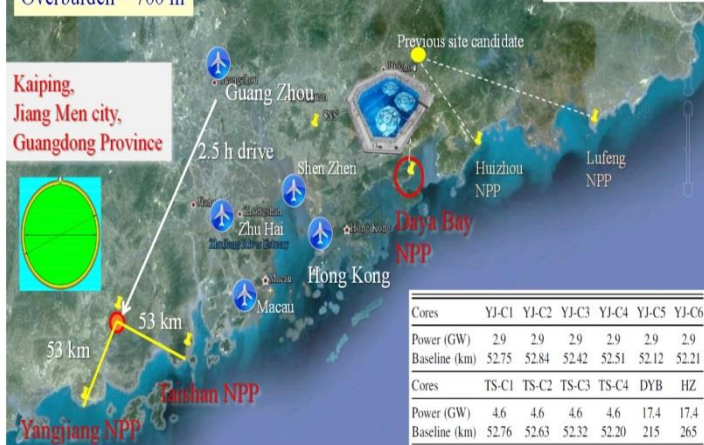 Overburden ~ 700 m
Previous site candidate
Kaiping,
Jiang Men city,
Guangdong Province
Guang Zhou
2.5 h drive
Shen Zhen
Huizhou
NPP
Lufeng
NPP
Daya Bay
NPP
Zhu Hai
Hong Kong
Hong Kong
Macau
Macau
53 km
53 km
Taishan NPP
Yangjiang NPP
Cores YJ-C1 YJ-C2 YJ-C3 YJ-C4 YJ-C5 YJ-C6
Power (GW) 2.9 2.9 2.9 2.9 2.9 2.9
Baseline (km) 52.75 52.84 52.42 52.51 52.12 52.21
Cores TS-C1 TS-C2 TS-C3 TS-C4 DYB HZ
Power (GW) 4.6 4.6 4.6 4.6 17.4 17.4
Baseline (km) 52.76 52.63 52.32 52.20 215 265